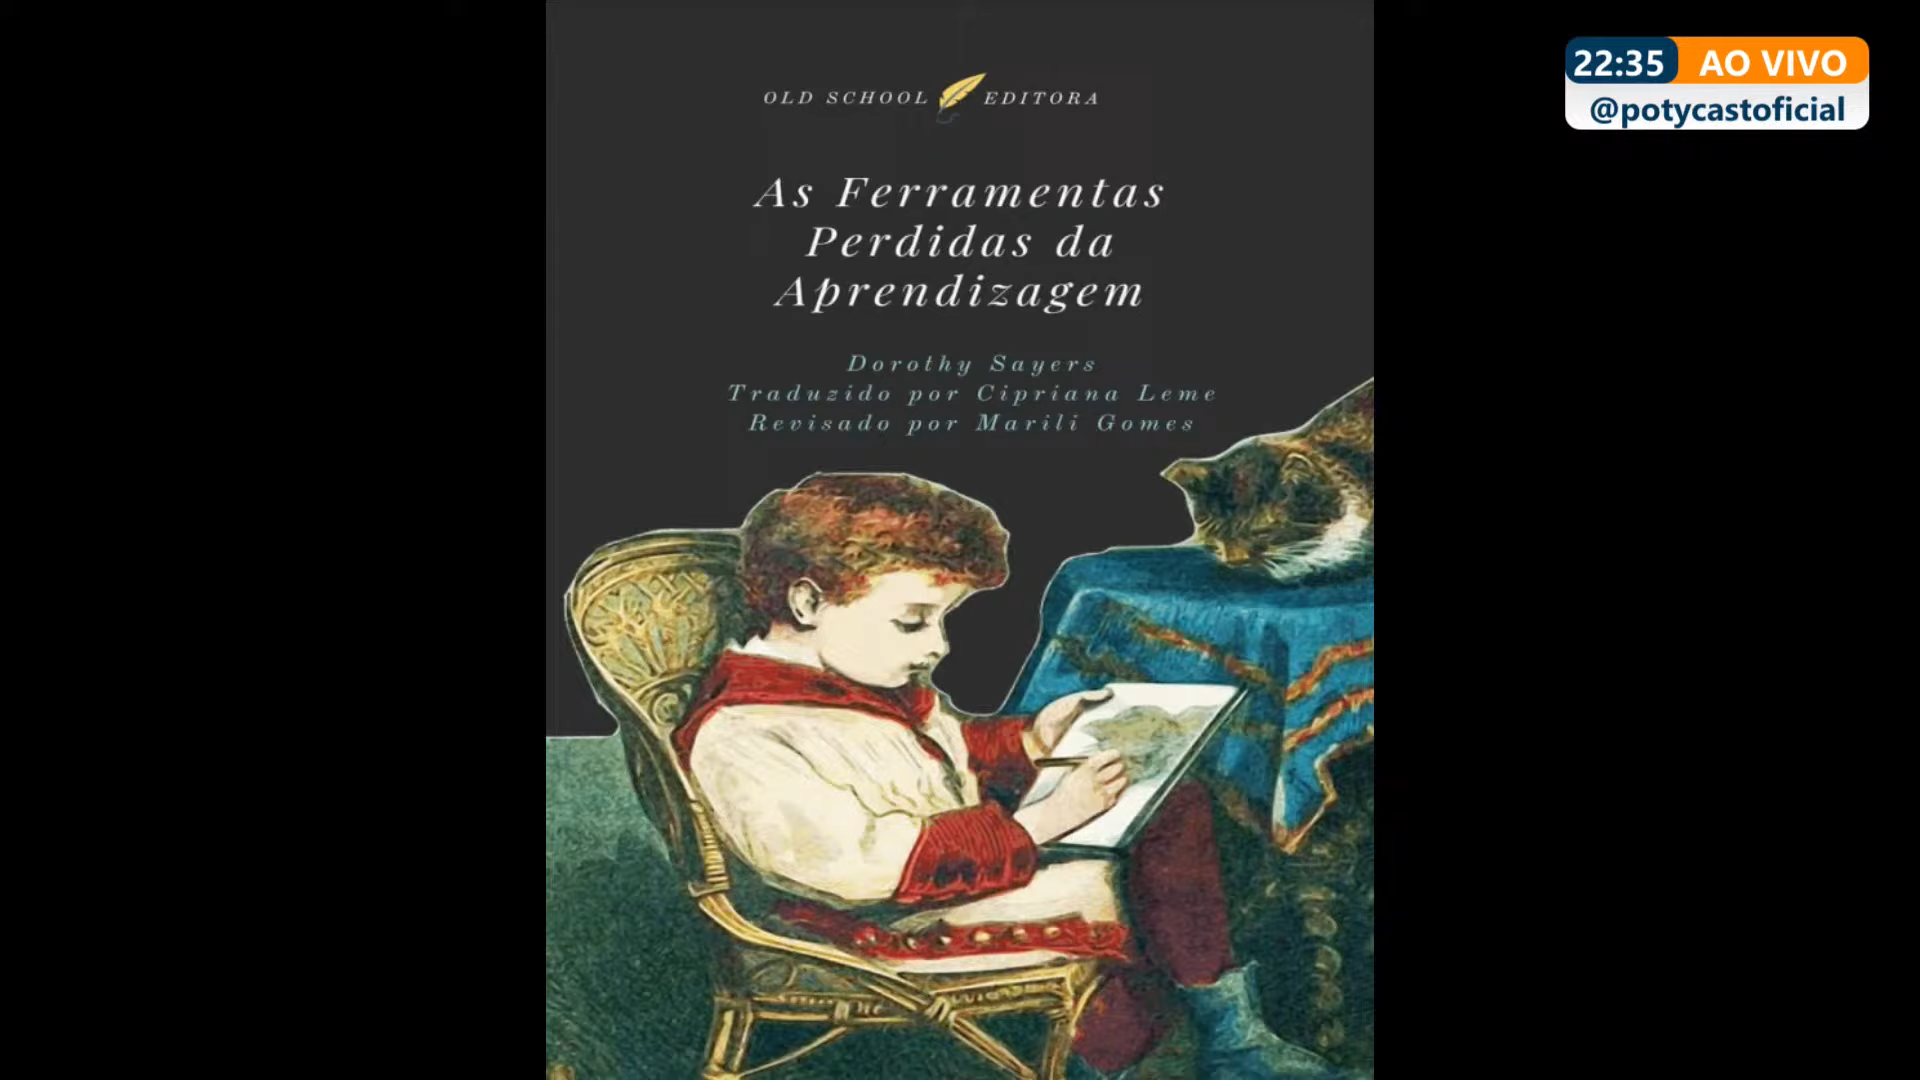 OLD SCHOOL EDITORA
As Ferramentas
Perdidas da
Aprendizagem
Dorothy Sayers
Traduzido por Cipriana Leme
Revisado por Marili Gomes
22:35 AO VIVO
@potycastoficial